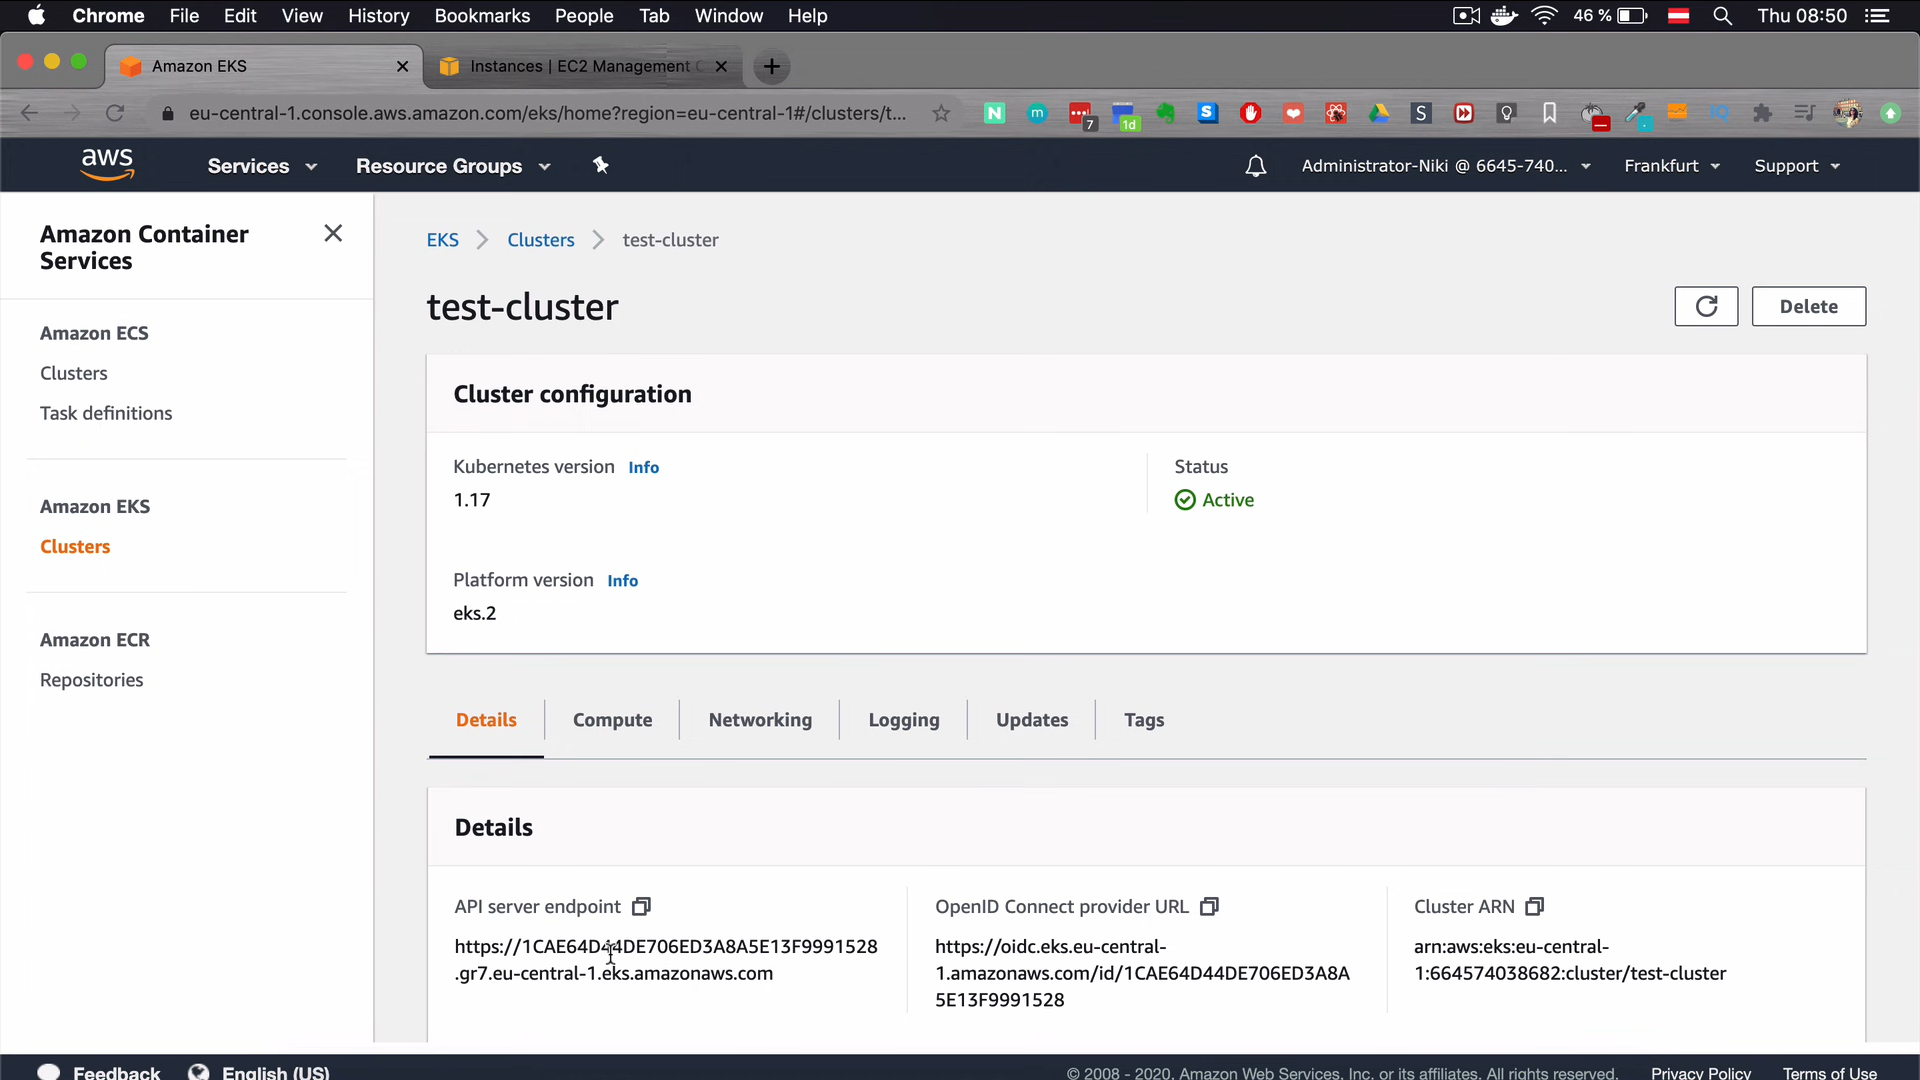 Chrome File Edit View History Bookmarks People Tab Window Help 46 % Thu 08:50
Amazon EKS Instances | EC2 Management
eu-central-1.console.aws.amazon.com/eks/home?region=eu-central-1#/clusters/t...
7 1d
aws Services Resource Groups Administrator-Niki @ 6645-740... Frankfurt Support
Amazon Container
Services
Amazon ECS
Clusters
Task definitions
Amazon EKS
Clusters
Amazon ECR
Repositories
EKS Clusters test-cluster
test-cluster
Delete
Cluster configuration
Kubernetes version Info
1.17
Status
Active
Platform version Info
eks.2
Details Compute Networking Logging Updates Tags
Details
API server endpoint
https://1CAE64D44DE706ED3A8A5E13F9991528
.gr7.eu-central-1.eks.amazonaws.com
OpenID Connect provider URL
https://oidc.eks.eu-central-
1.amazonaws.com/id/1CAE64D44DE706ED3A8A
5E13F9991528
Cluster ARN
arn:aws:eks:eu-central-
1:664574038682:cluster/test-cluster
Feedback English (US) © 2008 - 2020, Amazon Web Services, Inc. or its affiliates. All rights reserved. Privacy Policy Terms of Use